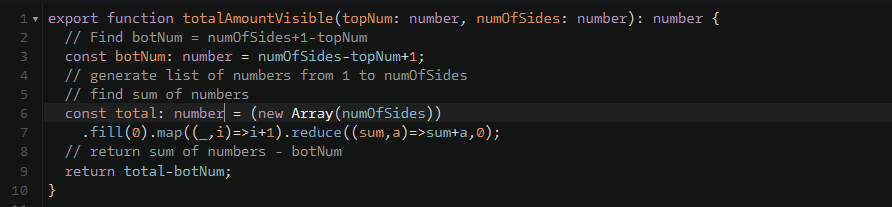 1 export function totalAmountVisible(topNum: number, numOfSides: number): number {
2   // Find botNum = numOfSides+1-topNum
3   const botNum: number = numOfSides-topNum+1;
4   // generate list of numbers from 1 to numOfSides
5   // find sum of numbers
6   const total: number = (new Array(numOfSides))
7     .fill(0).map((_,i)=>i+1).reduce((sum,a)=>sum+a,0);
8   // return sum of numbers - botNum
9   return total-botNum;
10 }
11